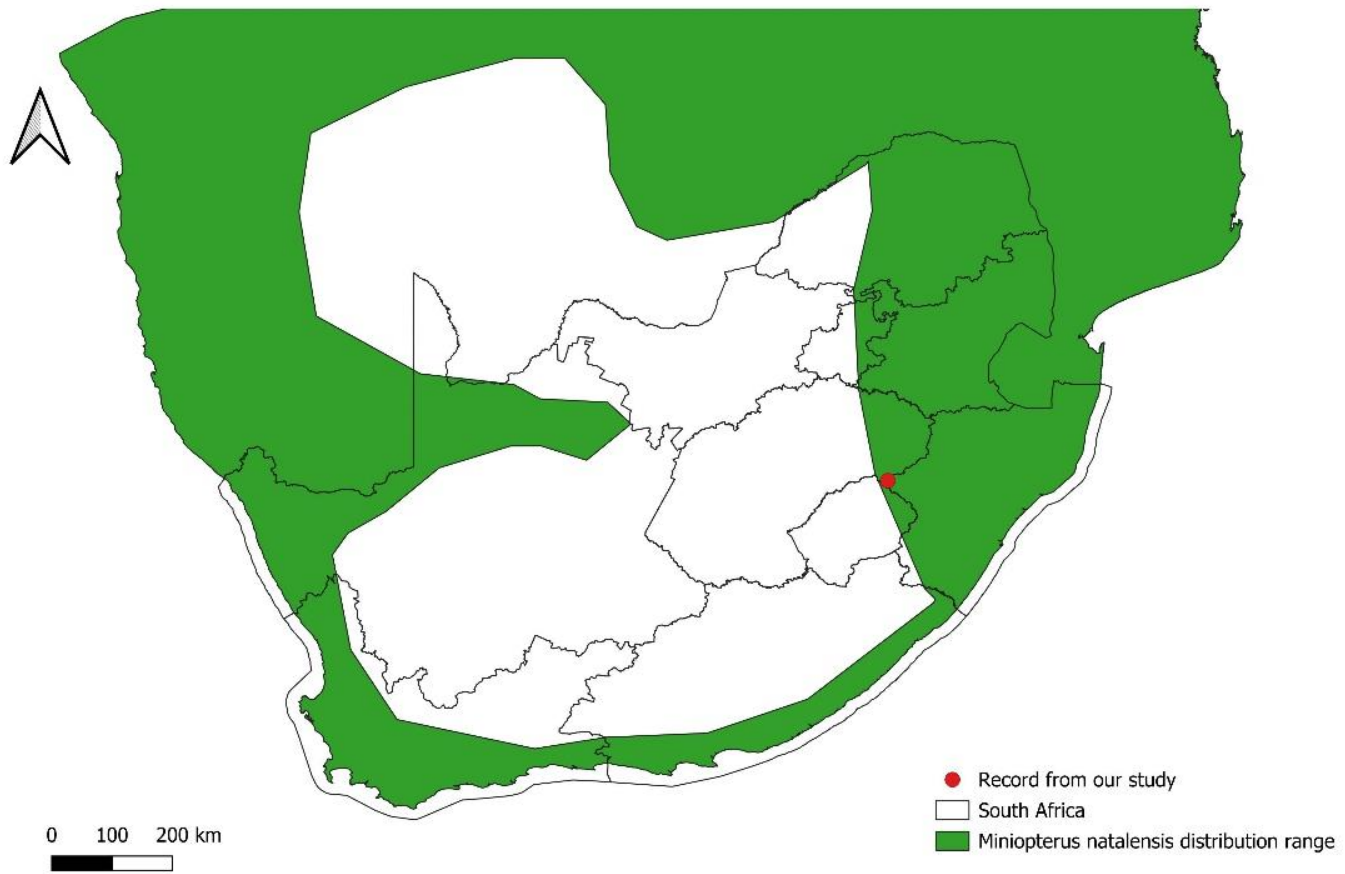 Record from our study
South Africa
Miniopterus natalensis distribution range
0 100 200 km